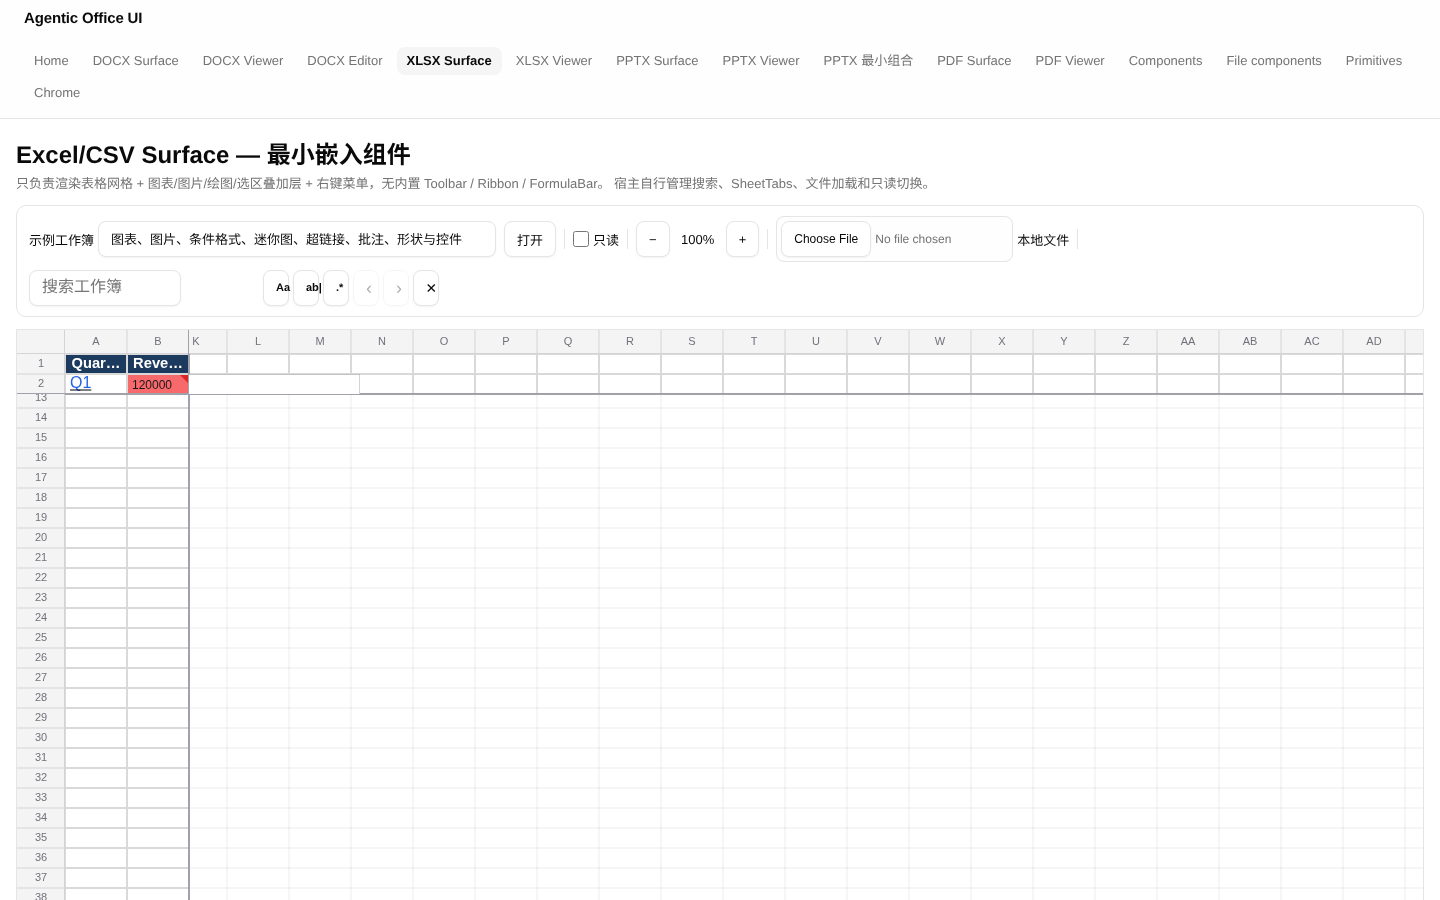 Agentic Office UI
Home DOCX Surface DOCX Viewer DOCX Editor XLSX Surface XLSX Viewer PPTX Surface PPTX Viewer PPTX 最小组合 PDF Surface PDF Viewer Components File components Primitives
Chrome
Excel/CSV Surface — 最小嵌入组件
只负责渲染表格网格 + 图表/图片/绘图/选区叠加层 + 右键菜单，无内置 Toolbar / Ribbon / FormulaBar。 宿主自行管理搜索、SheetTabs、文件加载和只读切换。
示例工作簿 图表、图片、条件格式、迷你图、超链接、批注、形状与控件 打开 只读 − 100% + Choose File No file chosen 本地文件
搜索工作簿 Aa ab| .* ‹ › ✕
A B K L M N O P Q R S T U V W X Y Z AA AB AC AD
1 Quar... Reve...
2 Q1 120000
13
14
15
16
17
18
19
20
21
22
23
24
25
26
27
28
29
30
31
32
33
34
35
36
37
38